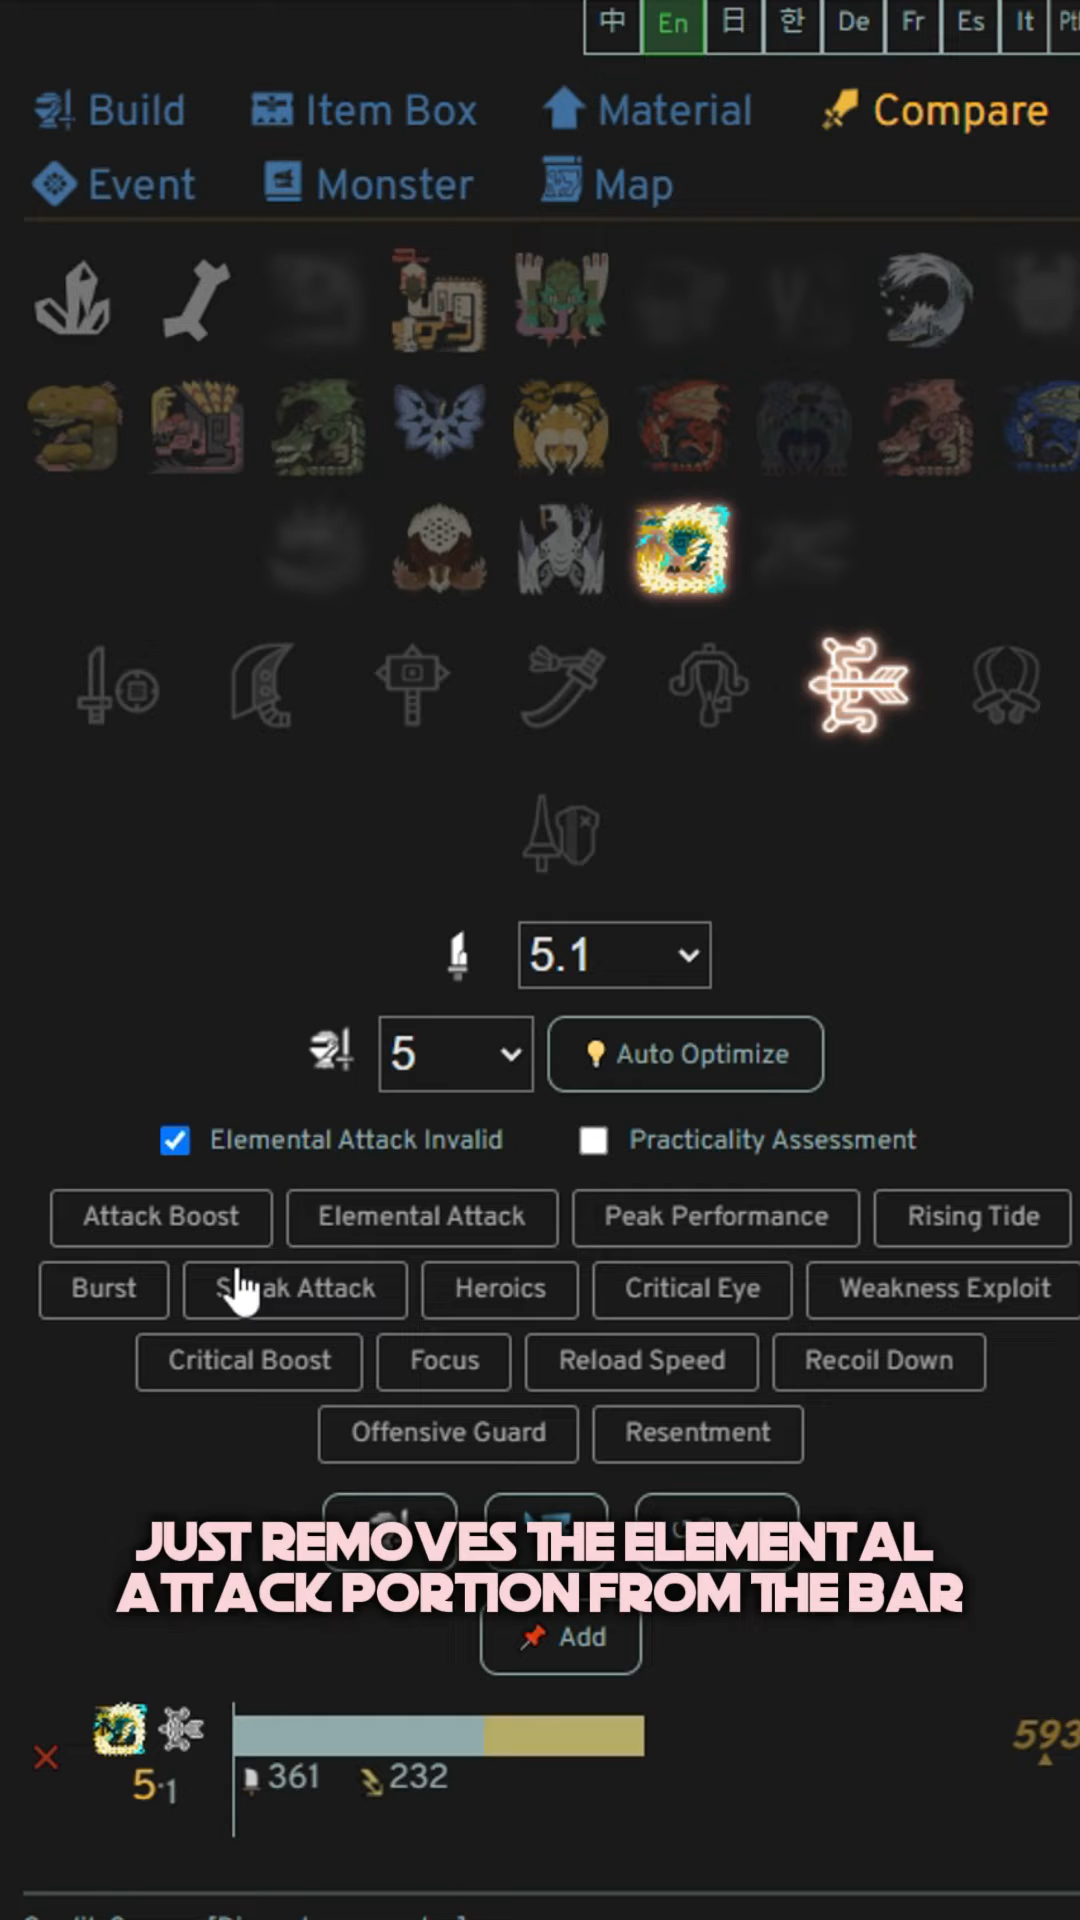 中 En 日 한 De Fr Es It
Build Item Box Material Compare
Event Monster Map
5.1
5 Auto Optimize
Elemental Attack Invalid Practicality Assessment
Attack Boost Elemental Attack Peak Performance Rising Tide
Burst Attack Heroics Critical Eye Weakness Exploit
Critical Boost Focus Reload Speed Recoil Down
Offensive Guard Resentment
JUST REMOVES THE ELEMENTAL
ATTACK PORTION FROM THE BAR
Add
593
5.1 361 232